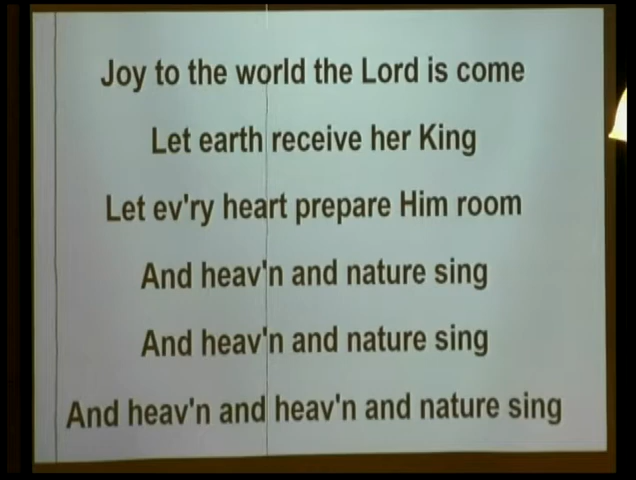 Joy to the world the Lord is come
Let earth receive her King
Let ev'ry heart prepare Him room
And heav'n and nature sing
And heav'n and nature sing
And heav'n and heav'n and nature sing